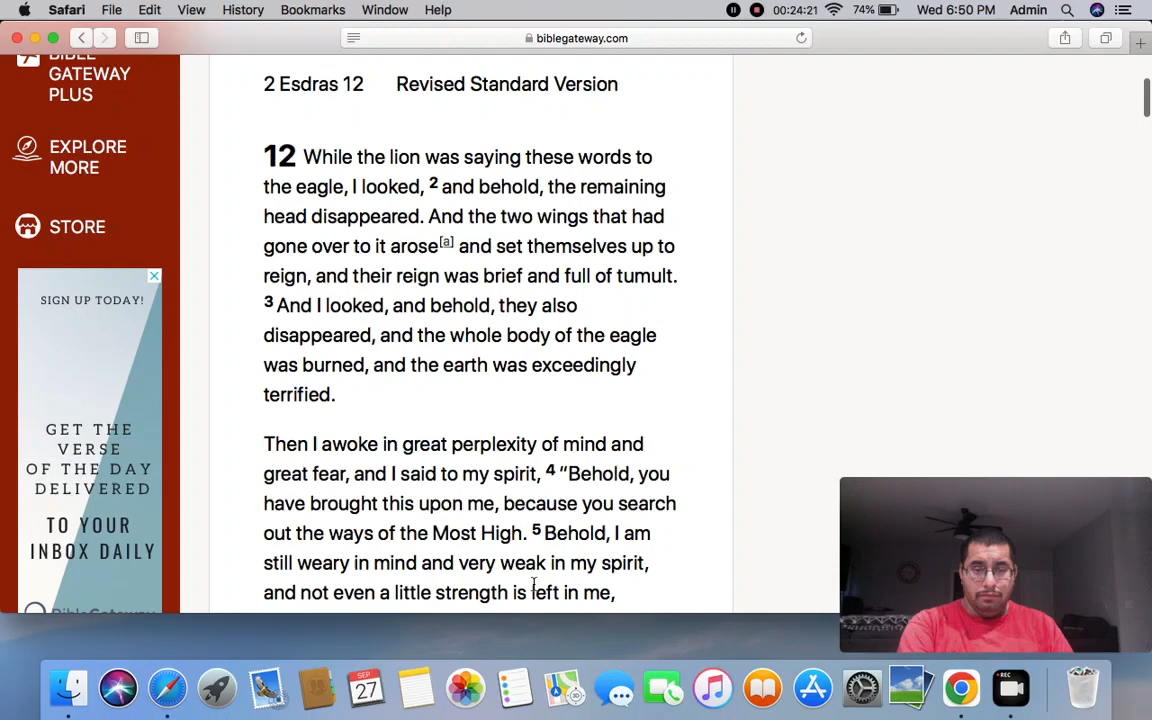 Safari File Edit View History Bookmarks Window Help 00:24:21 74% Wed 6:50 PM Admin
biblegateway.com
BIBLE
GATEWAY
PLUS
EXPLORE
MORE
STORE
SIGN UP TODAY!
GET THE
VERSE
OF THE DAY
DELIVERED
TO YOUR
INBOX DAILY
BibleGateway
2 Esdras 12 Revised Standard Version
12 While the lion was saying these words to
the eagle, I looked, 2 and behold, the remaining
head disappeared. And the two wings that had
gone over to it arose[a] and set themselves up to
reign, and their reign was brief and full of tumult.
3 And I looked, and behold, they also
disappeared, and the whole body of the eagle
was burned, and the earth was exceedingly
terrified.
Then I awoke in great perplexity of mind and
great fear, and I said to my spirit, 4 “Behold, you
have brought this upon me, because you search
out the ways of the Most High. 5 Behold, I am
still weary in mind and very weak in my spirit,
and not even a little strength is left in me,
SEP
27
REC